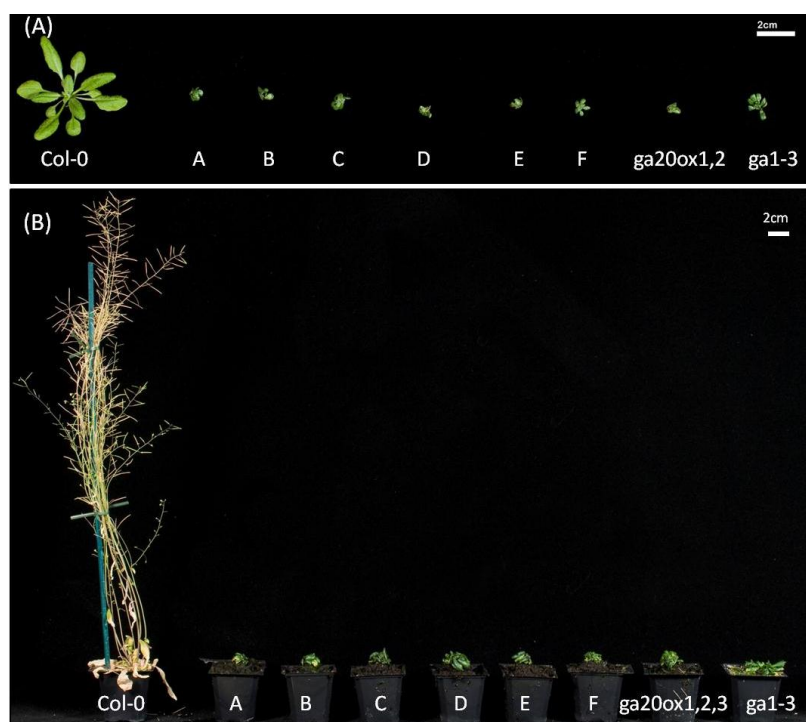 (A)
2cm
Col-0 A B C D E F ga20ox1,2 ga1-3
(B)
2cm
Col-0 A B C D E F ga20ox1,2,3 ga1-3